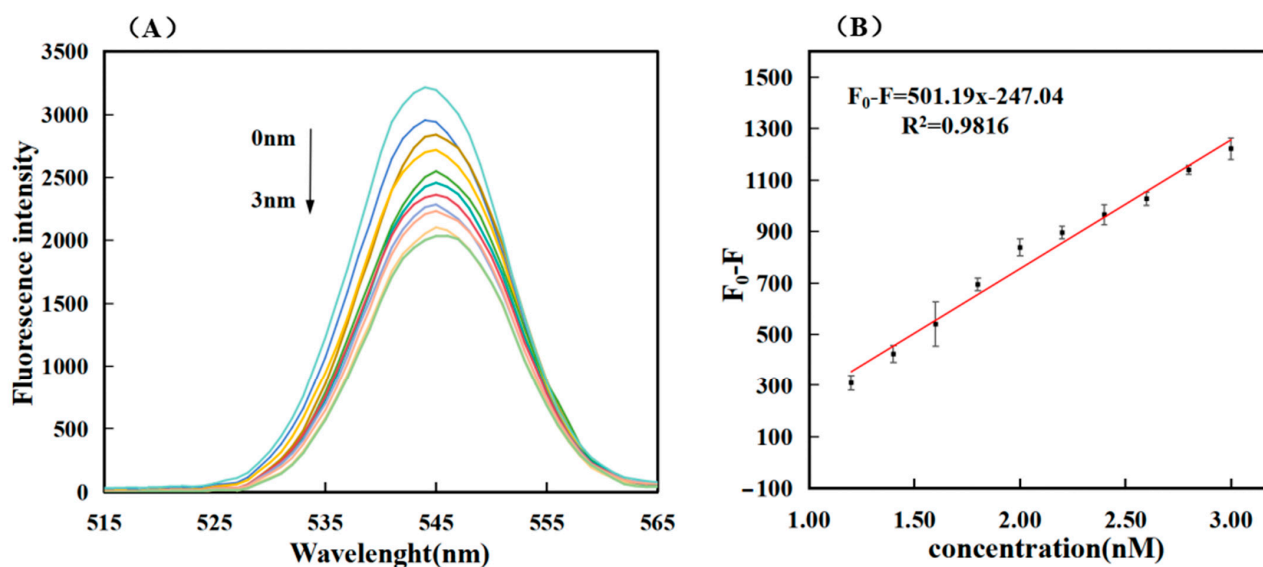 （A）
3500
3000
2500
2000
1500
1000
500
0
0nm
3nm
Fluorescence intensity
515 525 535 545 555 565
Wavelenght(nm)
（B）
1500
1300
1100
900
700
500
300
100
−100
F₀-F=501.19x-247.04
R²=0.9816
F₀-F
1.00 1.50 2.00 2.50 3.00
concentration(nM)